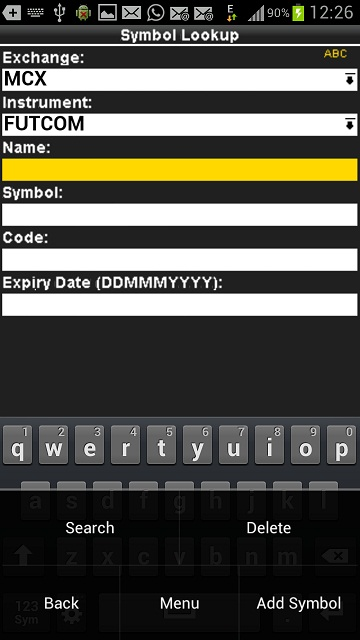 90% 12:26
Symbol Lookup
Exchange: ABC
MCX
Instrument:
FUTCOM
Name:
Symbol:
Code:
Expiry Date (DDMMMYYYY):
1 2 3 4 5 6 7 8 9 0
q w e r t y u i o p
a s d f g h j k l
Search Delete
z x c v b n m
Back Menu Add Symbol
123
Sym